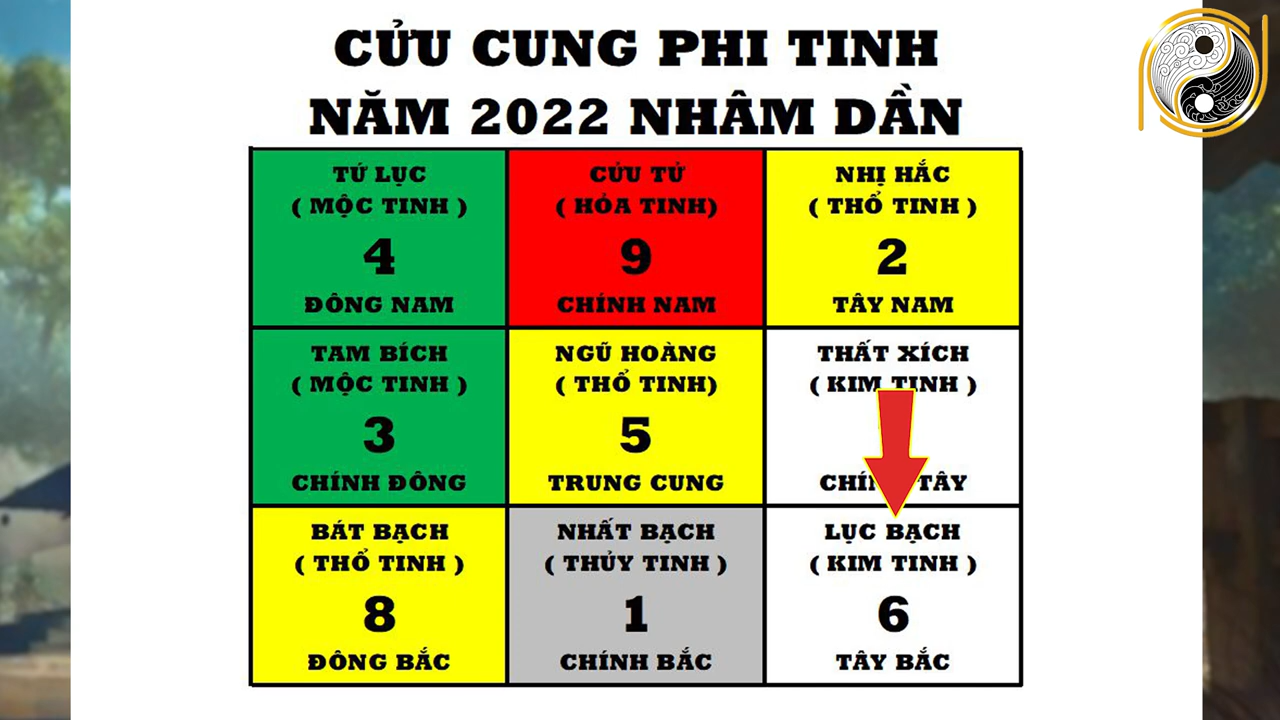 CỬU CUNG PHI TINH
NĂM 2022 NHÂM DẦN
TỨ LỤC
( MỘC TINH )
4
ĐÔNG NAM
CỬU TỬ
( HỎA TINH)
9
CHÍNH NAM
NHỊ HẮC
( THỔ TINH )
2
TÂY NAM
TAM BÍCH
( MỘC TINH )
3
CHÍNH ĐÔNG
NGŨ HOÀNG
( THỔ TINH)
5
TRUNG CUNG
THẤT XÍCH
( KIM TINH )
TÂY
BÁT BẠCH
( THỔ TINH )
8
ĐÔNG BẮC
NHẤT BẠCH
( THỦY TINH )
1
CHÍNH BẮC
LỤC BẠCH
( KIM TINH )
6
TÂY BẮC